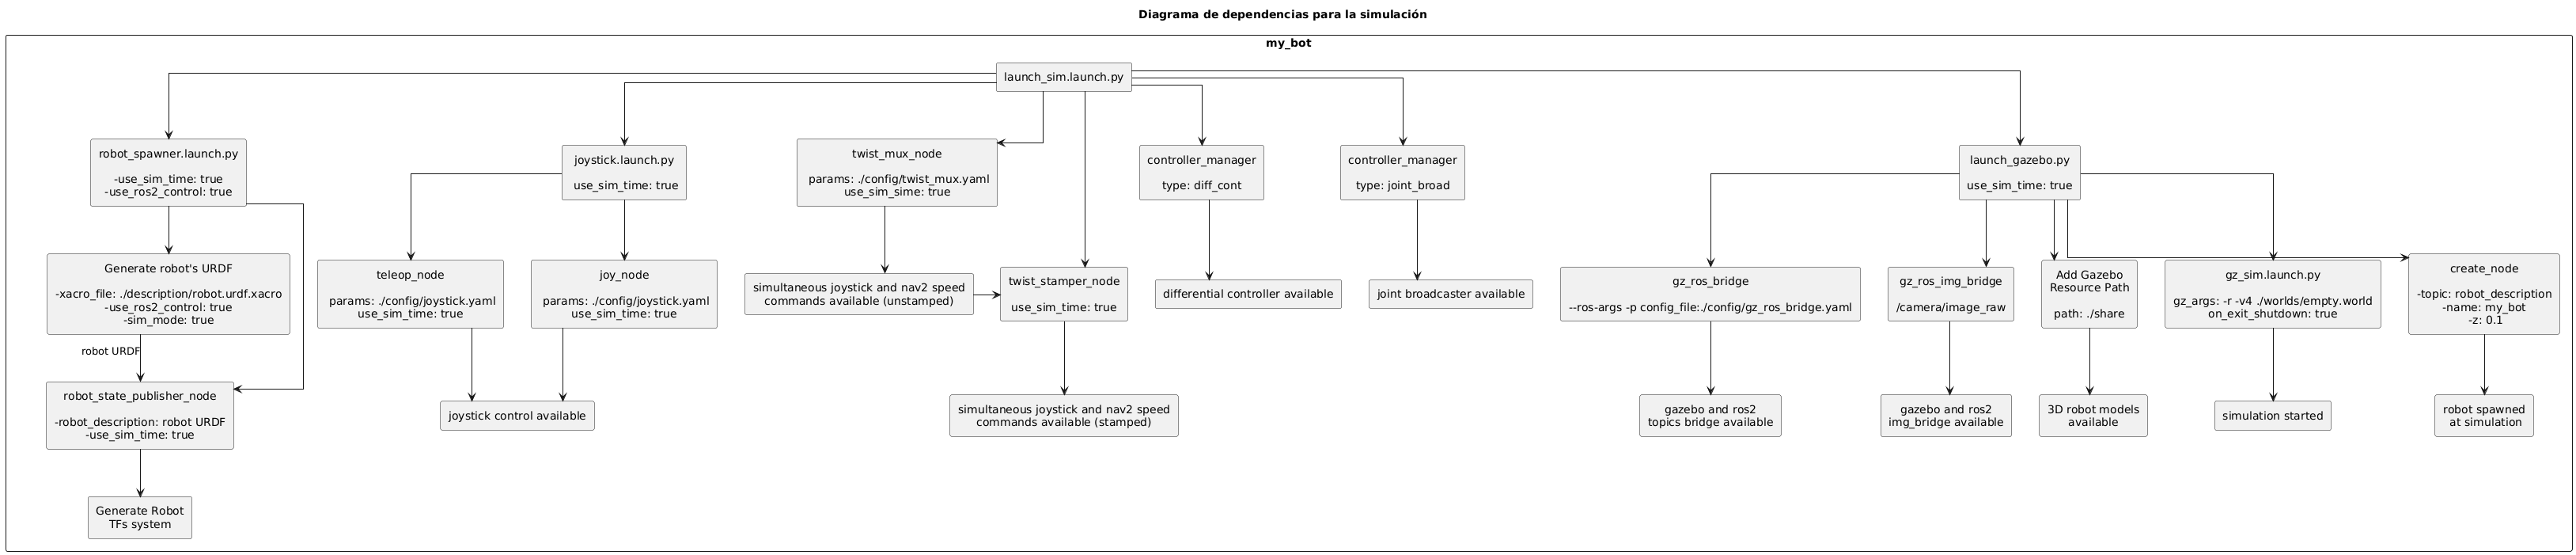 Diagrama de dependencias para la simulación
my_bot
launch_sim.launch.py
robot_spawner.launch.py
-use_sim_time: true
-use_ros2_control: true
joystick.launch.py
use_sim_time: true
twist_mux_node
params: ./config/twist_mux.yaml
use_sim_sime: true
controller_manager
type: diff_cont
controller_manager
type: joint_broad
launch_gazebo.py
use_sim_time: true
Generate robot's URDF
-xacro_file: ./description/robot.urdf.xacro
-use_ros2_control: true
-sim_mode: true
teleop_node
params: ./config/joystick.yaml
use_sim_time: true
joy_node
params: ./config/joystick.yaml
use_sim_time: true
simultaneous joystick and nav2 speed
commands available (unstamped)
twist_stamper_node
use_sim_time: true
differential controller available
joint broadcaster available
gz_ros_bridge
--ros-args -p config_file:./config/gz_ros_bridge.yaml
gz_ros_img_bridge
/camera/image_raw
Add Gazebo
Resource Path
path: ./share
gz_sim.launch.py
gz_args: -r -v4 ./worlds/empty.world
on_exit_shutdown: true
create_node
-topic: robot_description
-name: my_bot
-z: 0.1
robot URDF
robot_state_publisher_node
-robot_description: robot URDF
-use_sim_time: true
joystick control available
simultaneous joystick and nav2 speed
commands available (stamped)
gazebo and ros2
topics bridge available
gazebo and ros2
img_bridge available
3D robot models
available
simulation started
robot spawned
at simulation
Generate Robot
TFs system